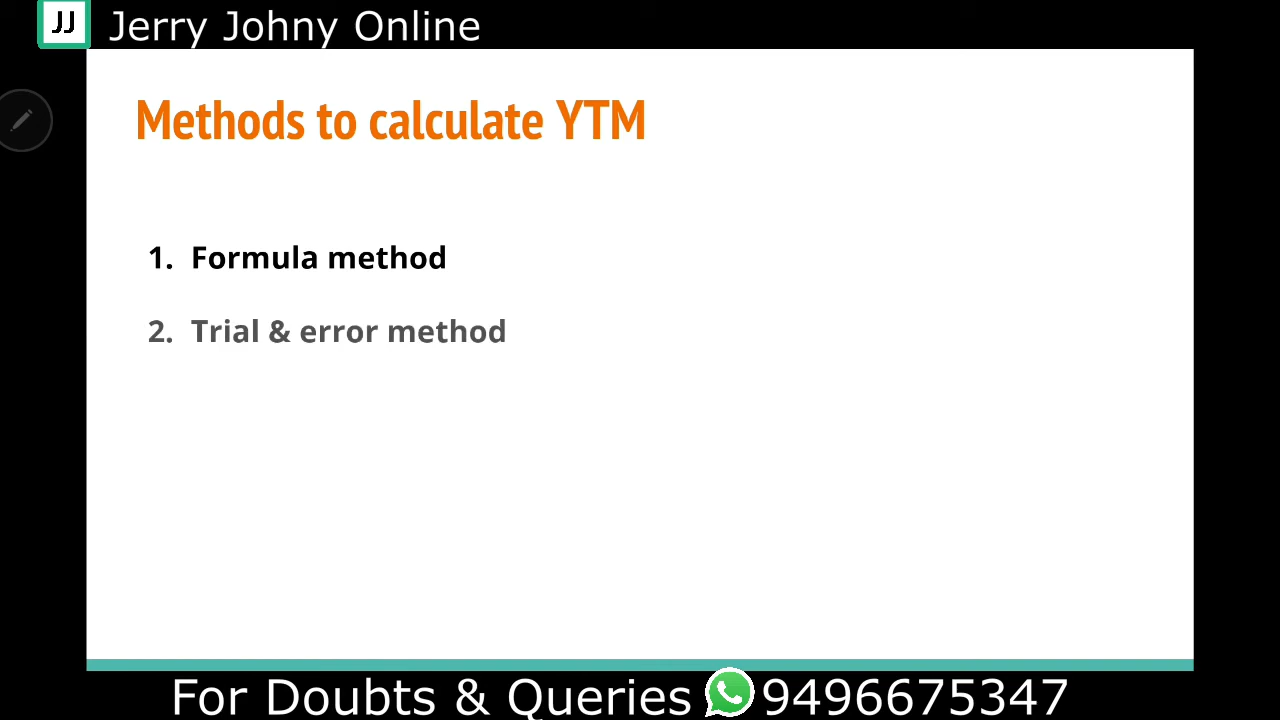 JJ Jerry Johny Online
Methods to calculate YTM
1. Formula method
2. Trial & error method
For Doubts & Queries 9496675347